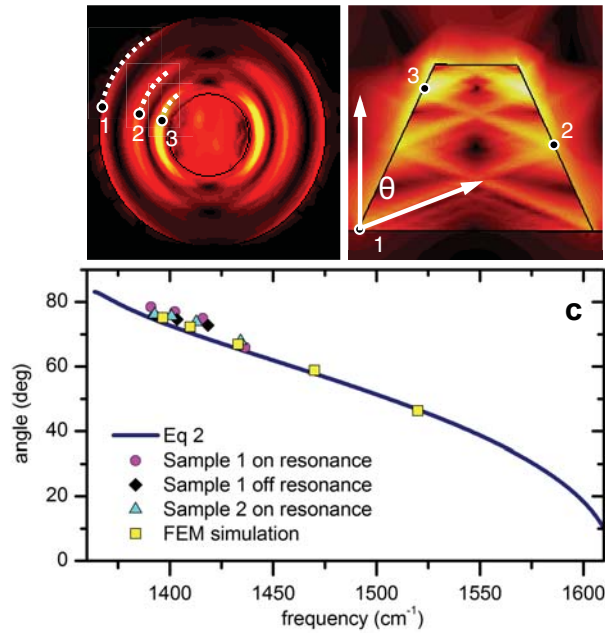 1
2
3
3
2
θ
1
c
80
60
40
20
0
angle (deg)
Eq 2
Sample 1 on resonance
Sample 1 off resonance
Sample 2 on resonance
FEM simulation
1400 1450 1500 1550 1600
frequency (cm⁻¹)